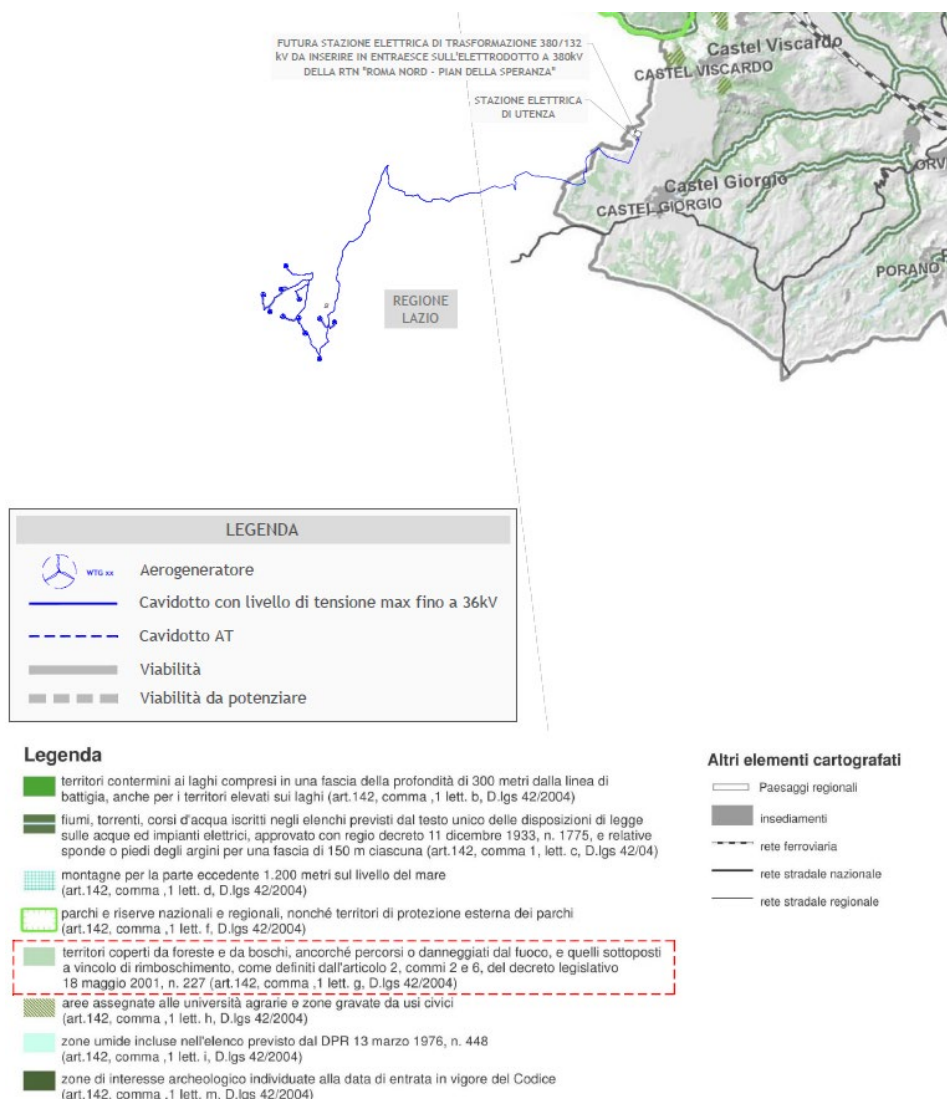 FUTURA STAZIONE ELETTRICA DI TRASFORMAZIONE 380/132
kV DA INSERIRE IN ENTRAESCE SULL'ELETTRODOTTO A 380kV
DELLA RTN "ROMA NORD - PIAN DELLA SPERANZA"
STAZIONE ELETTRICA
DI UTENZA
Castel Viscardo
CASTEL VISCARDO
Castel Giorgio
CASTEL GIORGIO
ORV
PORANO
REGIONE
LAZIO
LEGENDA
WTG xx Aerogeneratore
Cavidotto con livello di tensione max fino a 36kV
Cavidotto AT
Viabilità
Viabilità da potenziare
Legenda
territori contermini ai laghi compresi in una fascia della profondità di 300 metri dalla linea di
battigia, anche per i territori elevati sui laghi (art.142, comma ,1 lett. b, D.lgs 42/2004)
fiumi, torrenti, corsi d'acqua iscritti negli elenchi previsti dal testo unico delle disposizioni di legge
sulle acque ed impianti elettrici, approvato con regio decreto 11 dicembre 1933, n. 1775, e relative
sponde o piedi degli argini per una fascia di 150 m ciascuna (art.142, comma 1, lett. c, D.Lgs 42/04)
montagne per la parte eccedente 1.200 metri sul livello del mare
(art.142, comma ,1 lett. d, D.lgs 42/2004)
parchi e riserve nazionali e regionali, nonché territori di protezione esterna dei parchi
(art.142, comma ,1 lett. f, D.lgs 42/2004)
territori coperti da foreste e da boschi, ancorché percorsi o danneggiati dal fuoco, e quelli sottoposti
a vincolo di rimboschimento, come definiti dall'articolo 2, commi 2 e 6, del decreto legislativo
18 maggio 2001, n. 227 (art.142, comma ,1 lett. g, D.lgs 42/2004)
aree assegnate alle università agrarie e zone gravate da usi civici
(art.142, comma ,1 lett. h, D.lgs 42/2004)
zone umide incluse nell'elenco previsto dal DPR 13 marzo 1976, n. 448
(art.142, comma ,1 lett. i, D.lgs 42/2004)
zone di interesse archeologico individuate alla data di entrata in vigore del Codice
(art.142, comma ,1 lett. m, D.lgs 42/2004)
Altri elementi cartografati
Paesaggi regionali
insediamenti
rete ferroviaria
rete stradale nazionale
rete stradale regionale